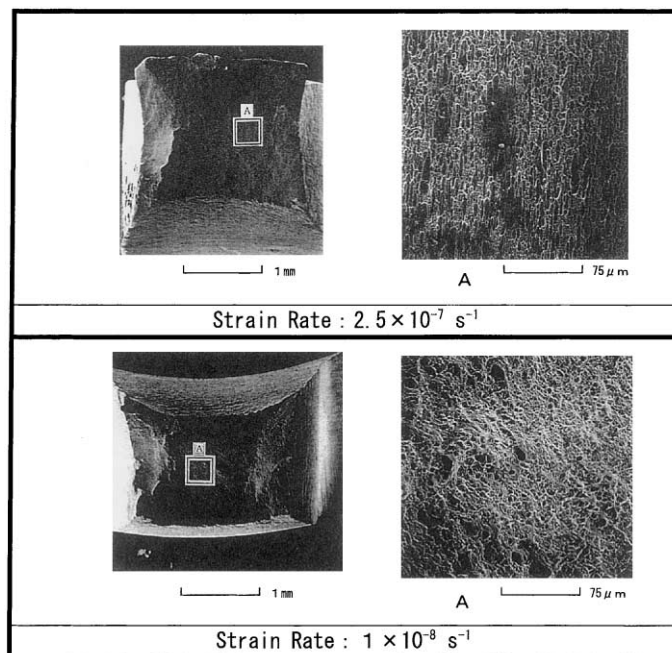 A
1 mm
A
75 μm
Strain Rate : 2.5 × 10⁻⁷ s⁻¹
A
1 mm
A
75 μm
Strain Rate : 1 × 10⁻⁸ s⁻¹